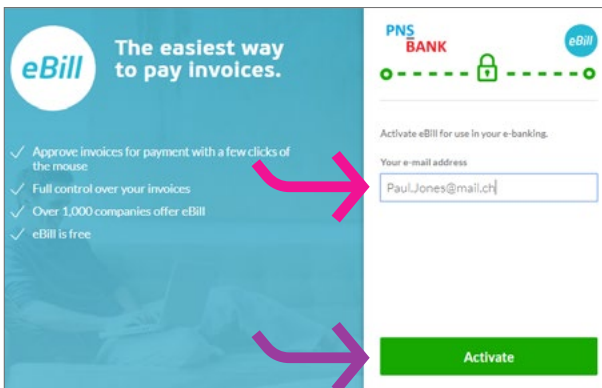 eBill
The easiest way
to pay invoices.
Approve invoices for payment with a few clicks of
the mouse
Full control over your invoices
Over 1,000 companies offer eBill
eBill is free
PNS
BANK
eBill
Activate eBill for use in your e-banking.
Your e-mail address
Paul.Jones@mail.ch
Activate